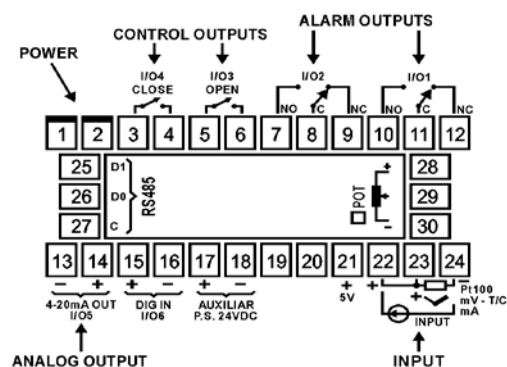 CONTROL OUTPUTS
ALARM OUTPUTS
POWER
I/O4
CLOSE
I/O3
OPEN
I/O2
I/O1
NO C NC NO C NC
1 2 3 4 5 6 7 8 9 10 11 12
25 D1 28
26 D0 29
27 C 30
RS485
POT
+
−
13 14 15 16 17 18 19 20 21 22 23 24
− + + − + − + + + −
4-20mA OUT
I/O5
DIG IN
I/O6
AUXILIAR
P.S. 24VDC
5V
Pt100
mV - T/C
mA
INPUT
ANALOG OUTPUT
INPUT